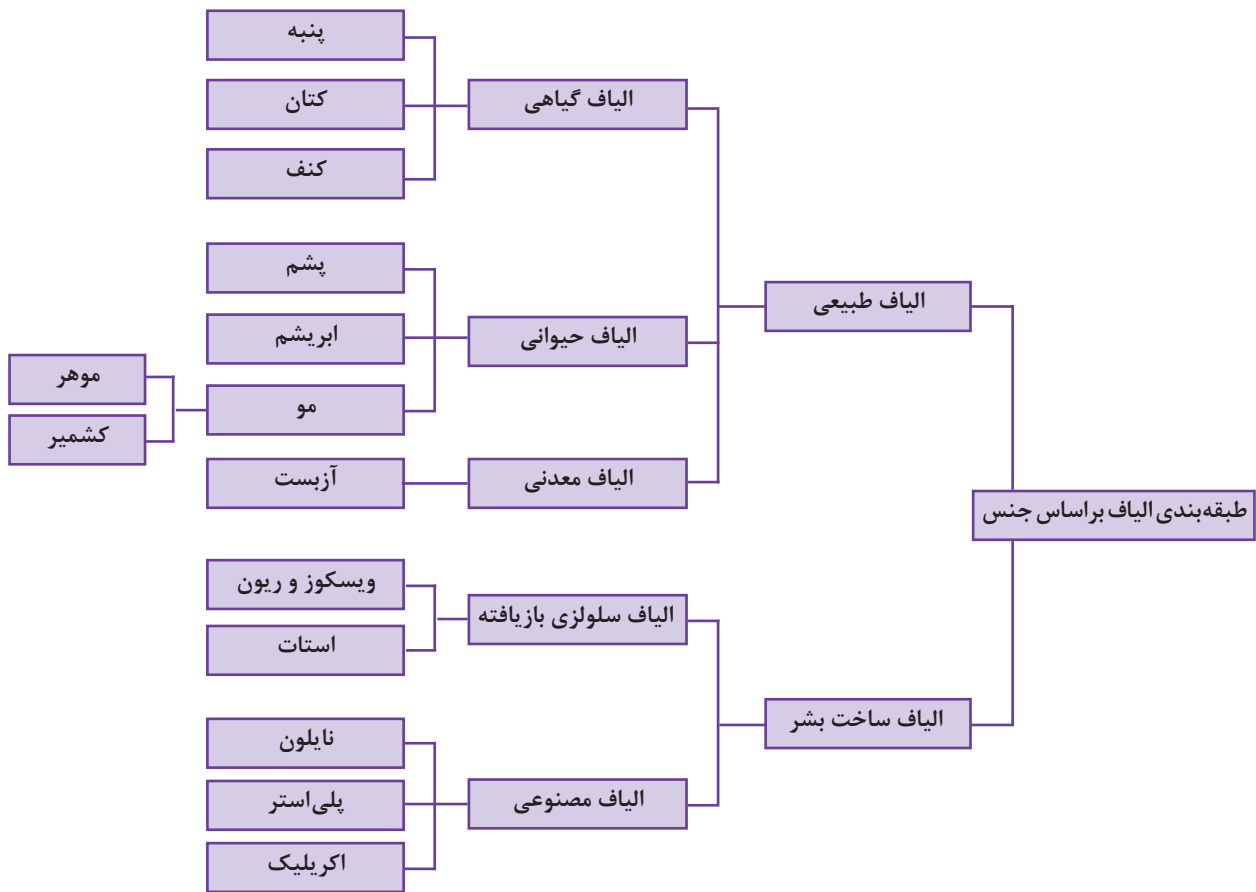 طبقه‌بندی الیاف براساس جنس
الیاف طبیعی
الیاف گیاهی
پنبه
کتان
کنف
الیاف حیوانی
پشم
ابریشم
مو
موهر
کشمیر
الیاف معدنی
آزبست
الیاف ساخت بشر
الیاف سلولزی بازیافته
ویسکوز و ریون
استات
الیاف مصنوعی
نایلون
پلی‌استر
اکریلیک